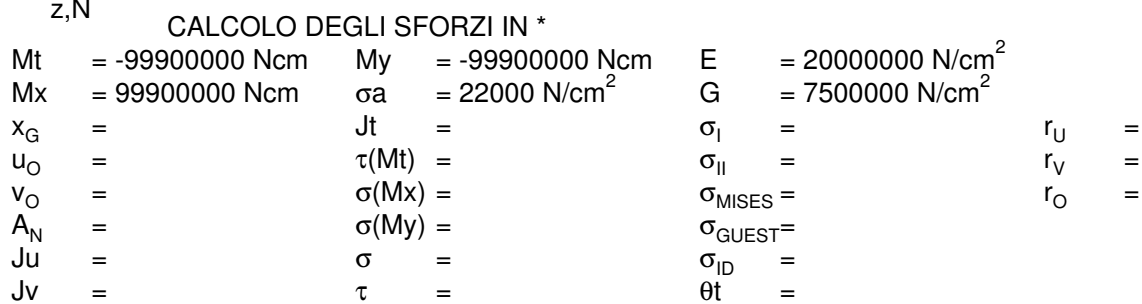 z,N
CALCOLO DEGLI SFORZI IN *
Mt = -99900000 Ncm My = -99900000 Ncm E = 20000000 N/cm²
Mx = 99900000 Ncm σa = 22000 N/cm² G = 7500000 N/cm²
x_G = Jt = σ_I = r_U =
u_O = τ(Mt) = σ_II = r_V =
v_O = σ(Mx) = σ_MISES = r_O =
A_N = σ(My) = σ_GUEST=
Ju = σ = σ_ID =
Jv = τ = θt =